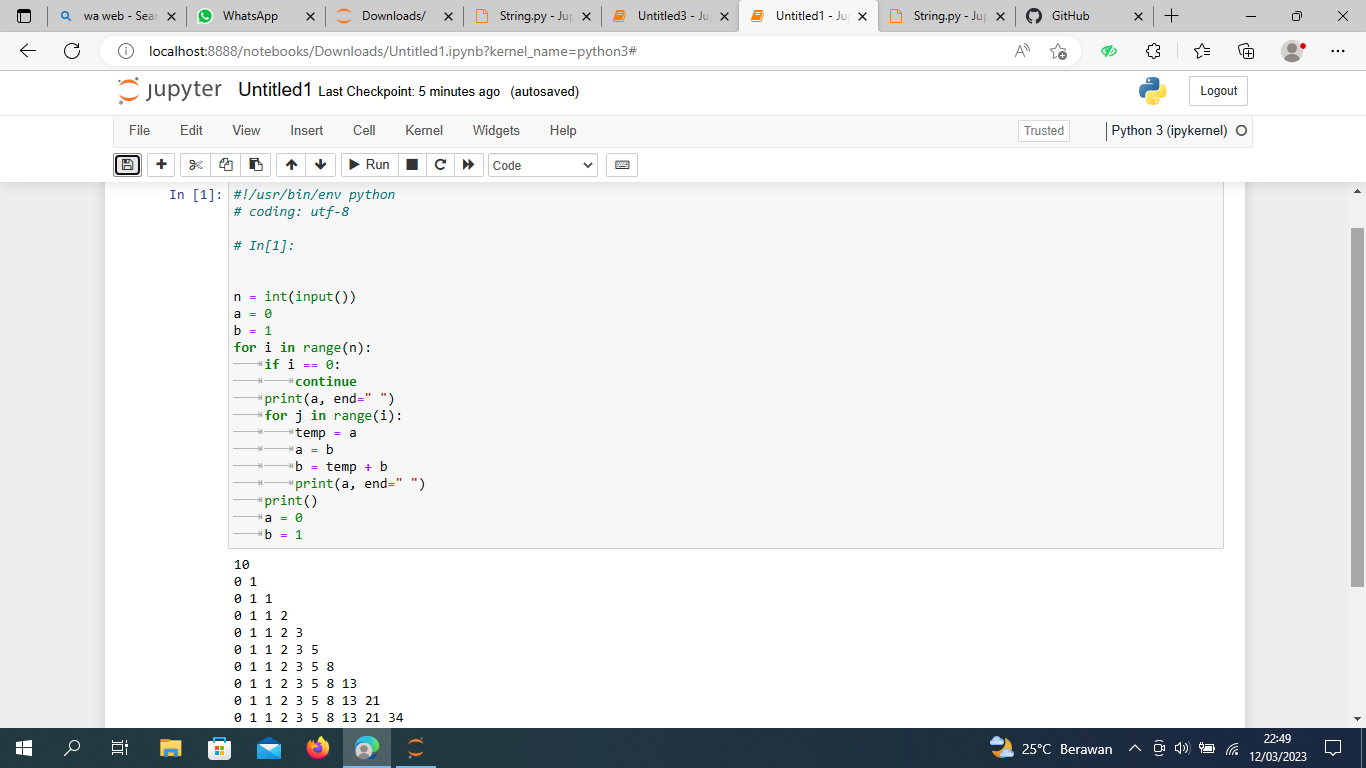 wa web - Sear
WhatsApp
Downloads/
String.py - Jup
Untitled3 - Ju
Untitled1 - Ju
String.py - Jup
GitHub
localhost:8888/notebooks/Downloads/Untitled1.ipynb?kernel_name=python3#
jupyter Untitled1 Last Checkpoint: 5 minutes ago (autosaved)
Logout
File Edit View Insert Cell Kernel Widgets Help
Trusted
Python 3 (ipykernel)
Run
Code
In [1]:
#!/usr/bin/env python
# coding: utf-8
# In[1]:
n = int(input())
a = 0
b = 1
for i in range(n):
if i == 0:
continue
print(a, end=" ")
for j in range(i):
temp = a
a = b
b = temp + b
print(a, end=" ")
print()
a = 0
b = 1
10
0 1
0 1 1
0 1 1 2
0 1 1 2 3
0 1 1 2 3 5
0 1 1 2 3 5 8
0 1 1 2 3 5 8 13
0 1 1 2 3 5 8 13 21
0 1 1 2 3 5 8 13 21 34
25°C Berawan
22:49
12/03/2023